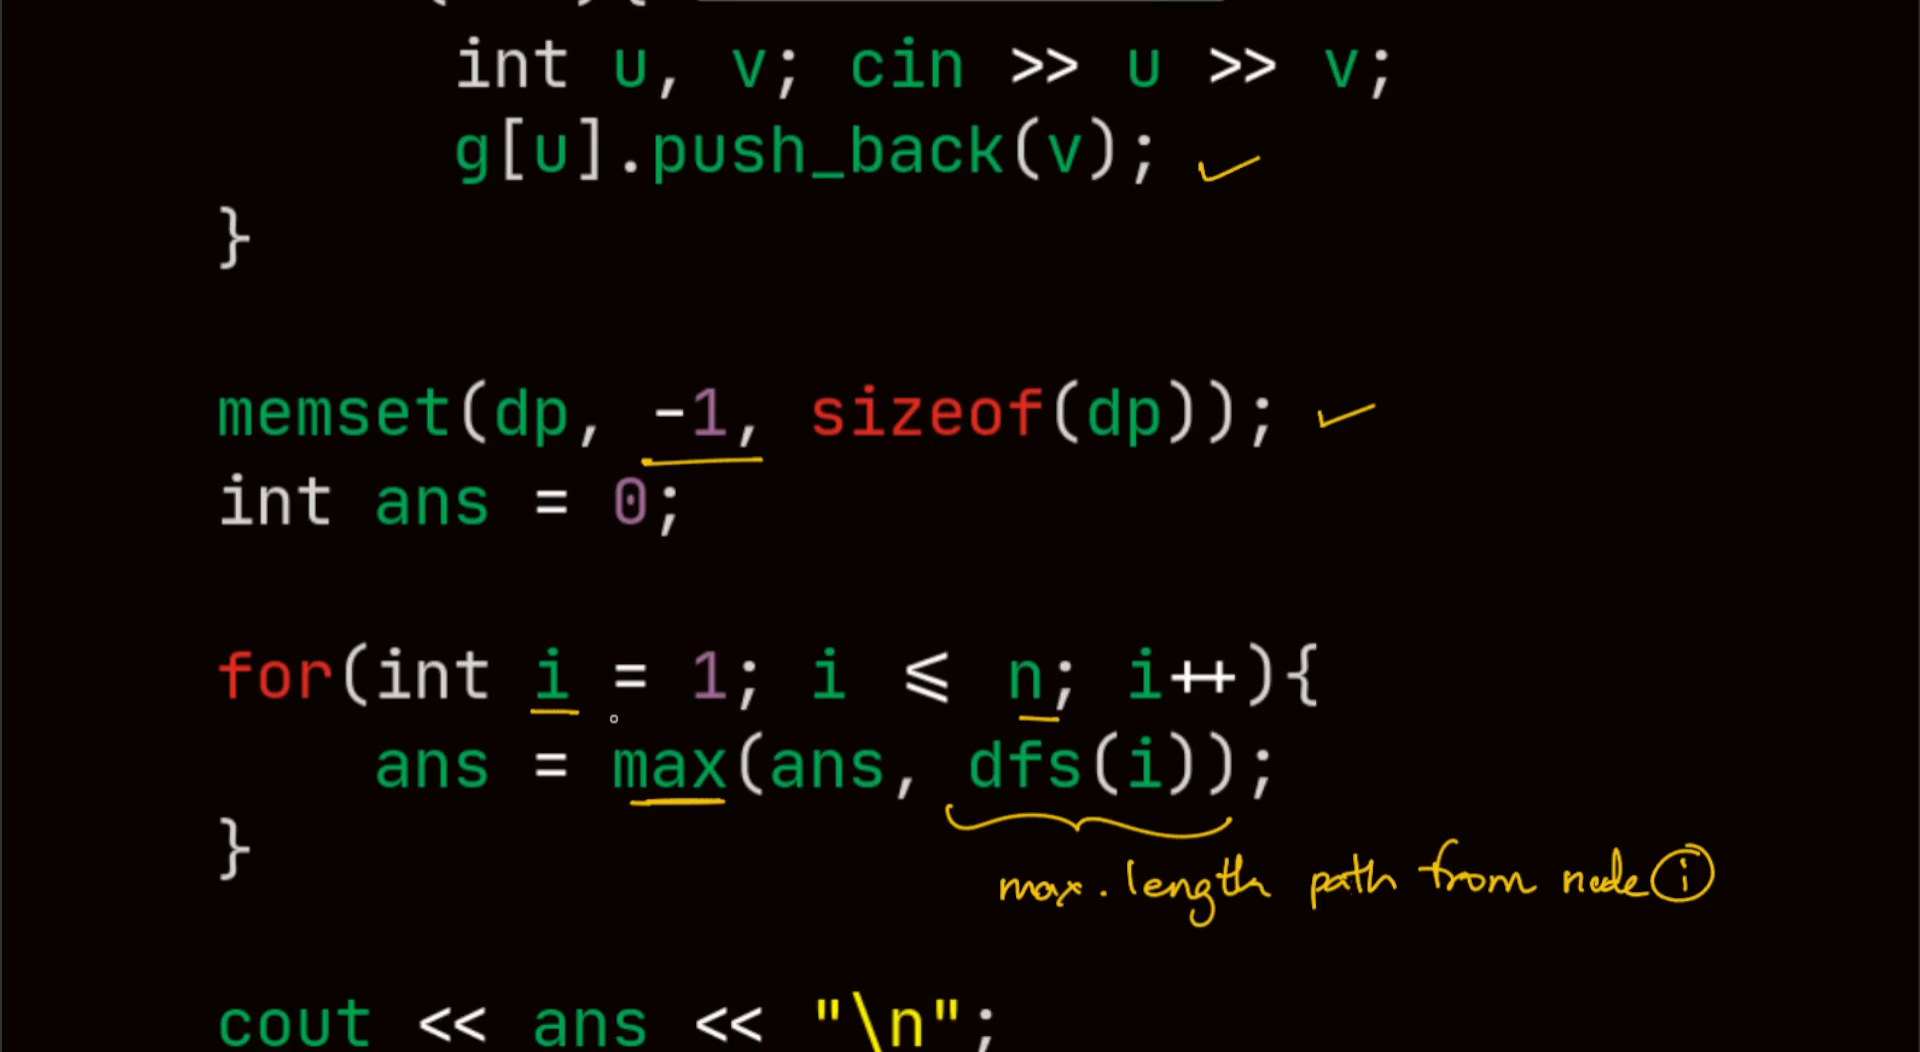 int u, v; cin >> u >> v;
g[u].push_back(v);
}
memset(dp, -1, sizeof(dp));
int ans = 0;
for(int i = 1; i <= n; i++){
ans = max(ans, dfs(i));
}
max. length path from node i
cout << ans << "\n";